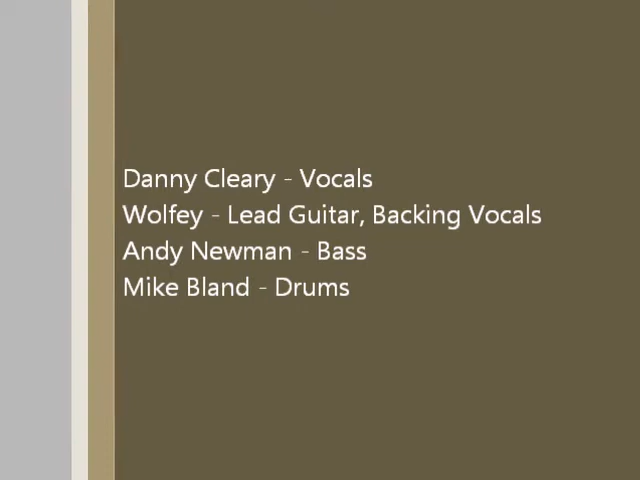 Danny Cleary - Vocals
Wolfey - Lead Guitar, Backing Vocals
Andy Newman - Bass
Mike Bland - Drums